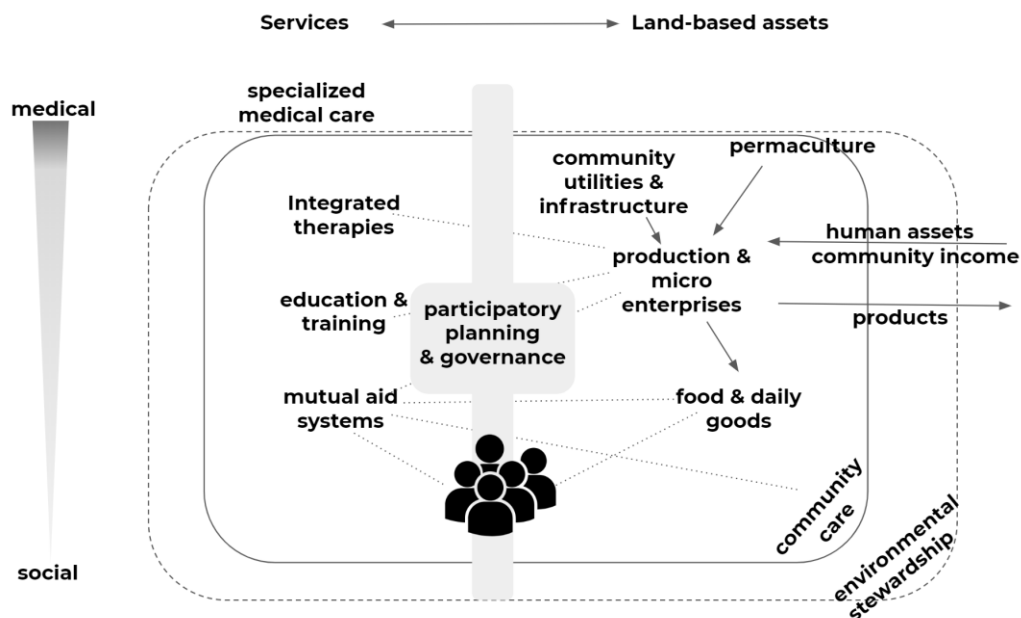 Services
Land-based assets
medical
specialized
medical care
permaculture
community
utilities &
infrastructure
Integrated
therapies
human assets
community income
production &
micro
enterprises
education &
training
participatory
planning
& governance
products
mutual aid
systems
food & daily
goods
community
care
environmental
stewardship
social